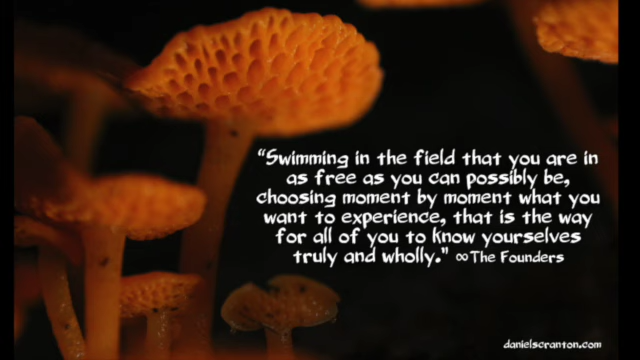 “Swimming in the field that you are in
as free as you can possibly be,
choosing moment by moment what you
want to experience, that is the way
for all of you to know yourselves
truly and wholly." ∞The Founders
danielscranton.com